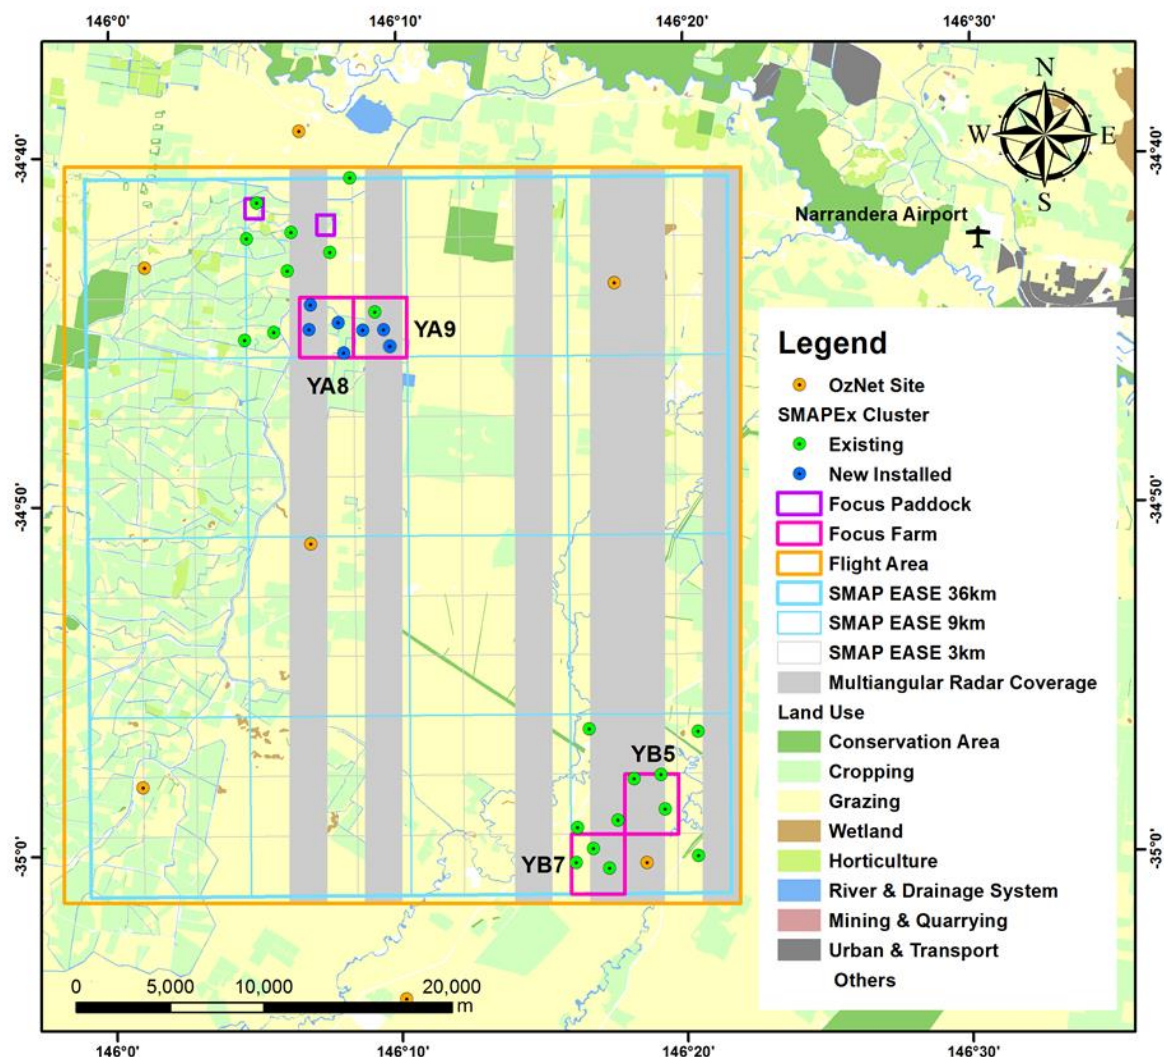 146°0' 146°10' 146°20' 146°30'
N
W E
S
-34°40' -34°40'
Narrandera Airport
YA9
YA8
Legend
OzNet Site
SMAPEx Cluster
Existing
New Installed
-34°50' -34°50'
Focus Paddock
Focus Farm
Flight Area
SMAP EASE 36km
SMAP EASE 9km
SMAP EASE 3km
Multiangular Radar Coverage
Land Use
Conservation Area
Cropping
Grazing
Wetland
Horticulture
River & Drainage System
Mining & Quarrying
Urban & Transport
Others
YB5
YB7
-35°0' -35°0'
0 5,000 10,000 20,000
m
146°0' 146°10' 146°20' 146°30'